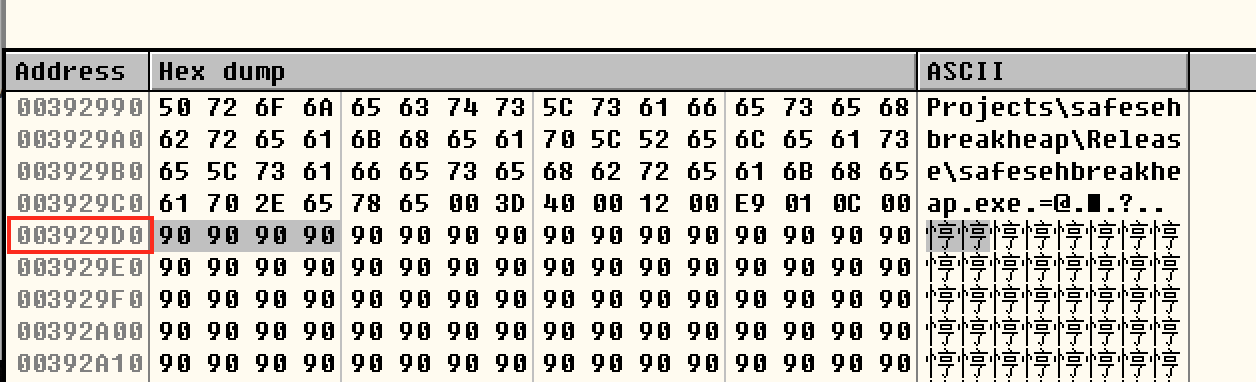 Address Hex dump ASCII
00392990 50 72 6F 6A 65 63 74 73 5C 73 61 66 65 73 65 68 Projects\safeseh
003929A0 62 72 65 61 6B 68 65 61 70 5C 52 65 6C 65 61 73 breakheap\Releas
003929B0 65 5C 73 61 66 65 73 65 68 62 72 65 61 6B 68 65 e\safesehbreakhe
003929C0 61 70 2E 65 78 65 00 3D 40 00 12 00 E9 01 0C 00 ap.exe.=@.■.?..
003929D0 90 90 90 90 90 90 90 90 90 90 90 90 90 90 90 90 悙悙悙悙悙悙悙悙
003929E0 90 90 90 90 90 90 90 90 90 90 90 90 90 90 90 90 悙悙悙悙悙悙悙悙
003929F0 90 90 90 90 90 90 90 90 90 90 90 90 90 90 90 90 悙悙悙悙悙悙悙悙
00392A00 90 90 90 90 90 90 90 90 90 90 90 90 90 90 90 90 悙悙悙悙悙悙悙悙
00392A10 90 90 90 90 90 90 90 90 90 90 90 90 90 90 90 90 悙悙悙悙悙悙悙悙